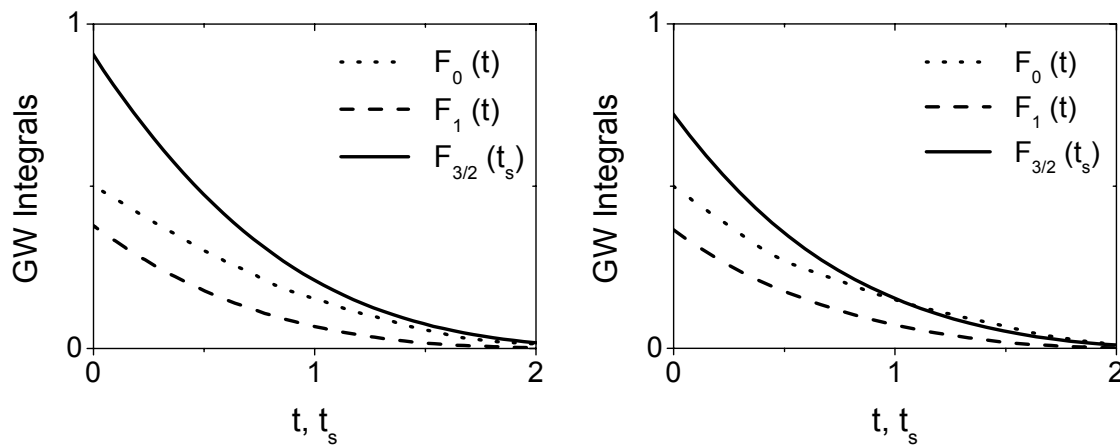 1
F0 (t)
F1 (t)
F3/2 (ts)
GW Integrals
0
0
1
2
t, ts
1
F0 (t)
F1 (t)
F3/2 (ts)
GW Integrals
0
0
1
2
t, ts